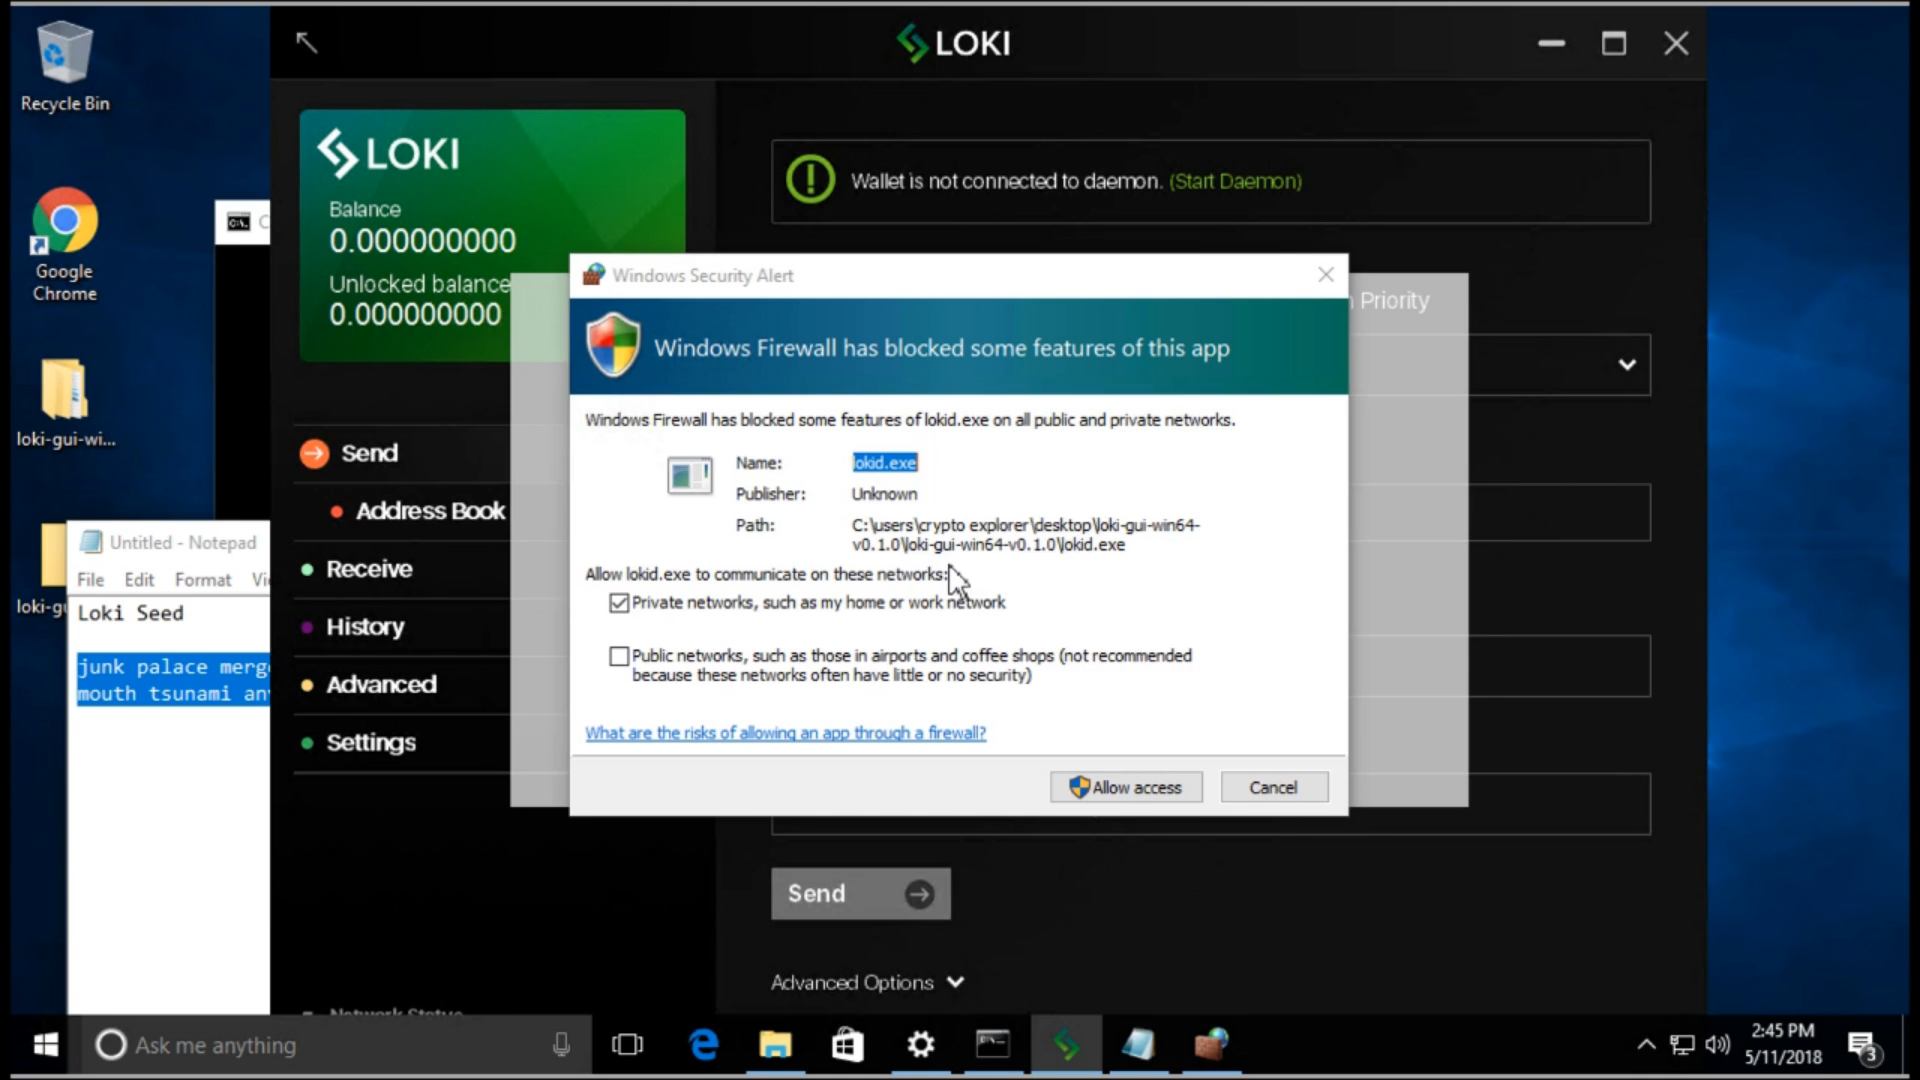 Recycle Bin
Google
Chrome
loki-gui-wi...
LOKI
LOKI
Balance
0.000000000
Unlocked balance
0.000000000
Wallet is not connected to daemon. (Start Daemon)
Priority
Send
Address Book
Receive
History
Advanced
Settings
Untitled - Notepad
File Edit Format
Loki Seed
junk palace
mouth tsunami
Windows Security Alert
Windows Firewall has blocked some features of this app
Windows Firewall has blocked some features of lokid.exe on all public and private networks.
Name: lokid.exe
Publisher: Unknown
Path: C:\users\crypto explorer\desktop\loki-gui-win64-
v0.1.0\loki-gui-win64-v0.1.0\lokid.exe
Allow lokid.exe to communicate on these networks:
Private networks, such as my home or work network
Public networks, such as those in airports and coffee shops (not recommended
because these networks often have little or no security)
What are the risks of allowing an app through a firewall?
Allow access
Cancel
Send
Advanced Options
Ask me anything
2:45 PM
5/11/2018
3